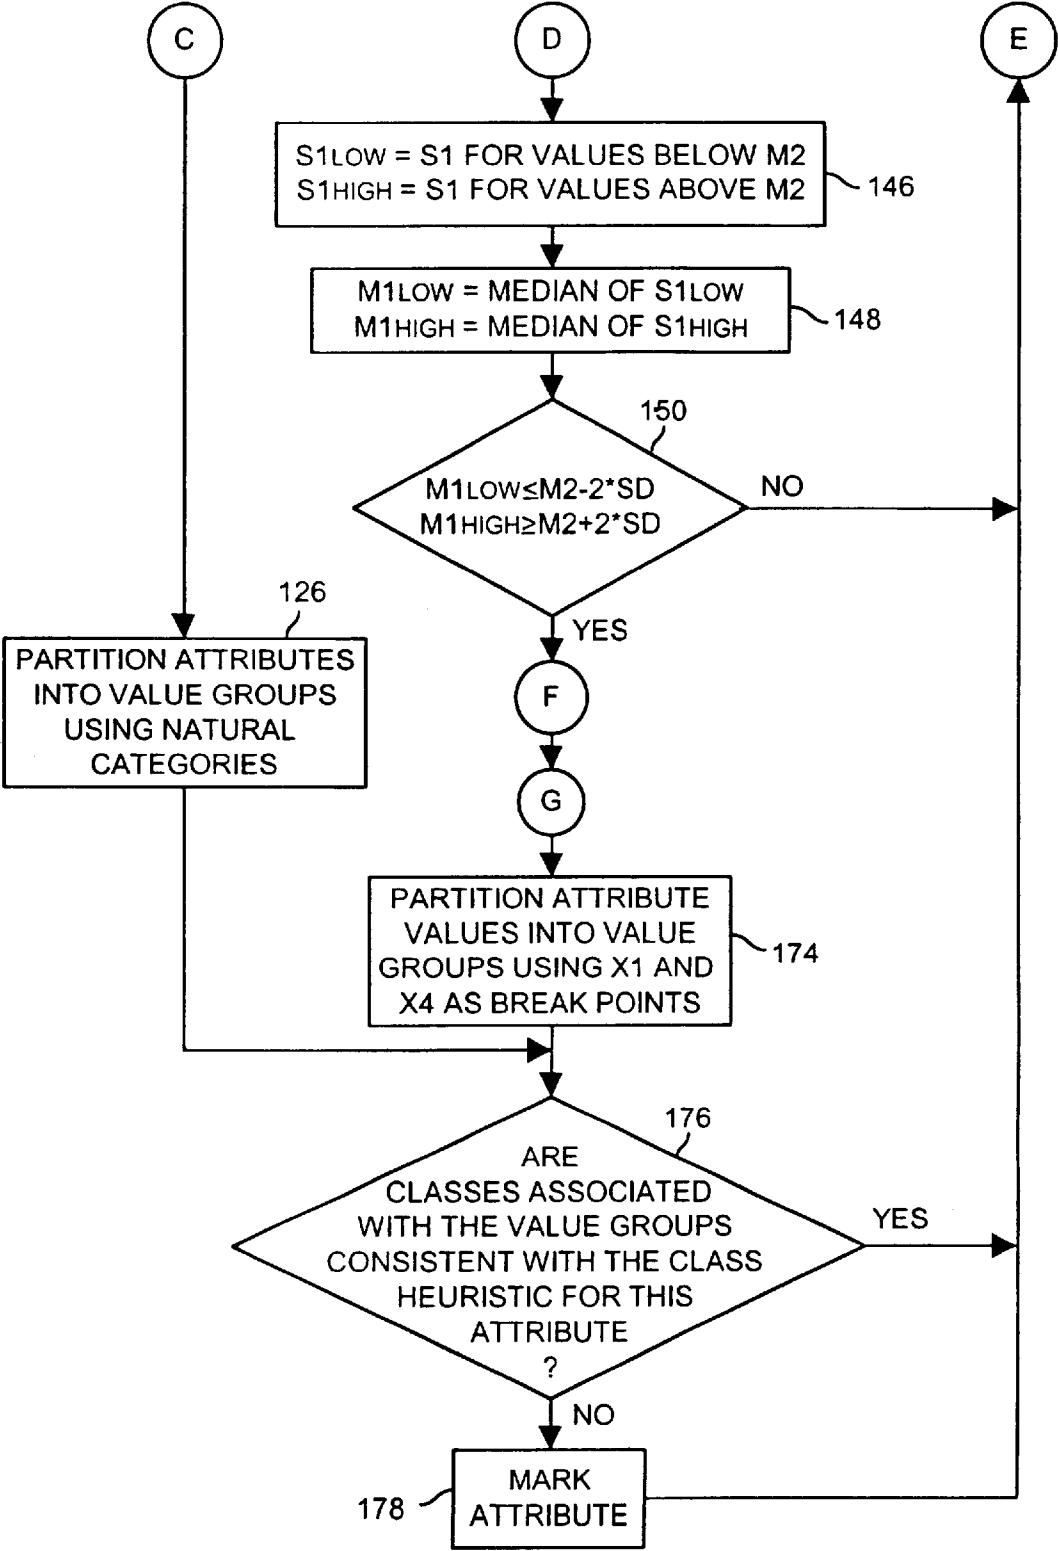 C
D
E
S1LOW = S1 FOR VALUES BELOW M2
S1HIGH = S1 FOR VALUES ABOVE M2
146
M1LOW = MEDIAN OF S1LOW
M1HIGH = MEDIAN OF S1HIGH
148
150
M1LOW≤M2-2*SD
M1HIGH≥M2+2*SD
NO
YES
126
PARTITION ATTRIBUTES
INTO VALUE GROUPS
USING NATURAL
CATEGORIES
F
G
PARTITION ATTRIBUTE
VALUES INTO VALUE
GROUPS USING X1 AND
X4 AS BREAK POINTS
174
176
ARE
CLASSES ASSOCIATED
WITH THE VALUE GROUPS
CONSISTENT WITH THE CLASS
HEURISTIC FOR THIS
ATTRIBUTE
?
YES
NO
MARK
ATTRIBUTE
178